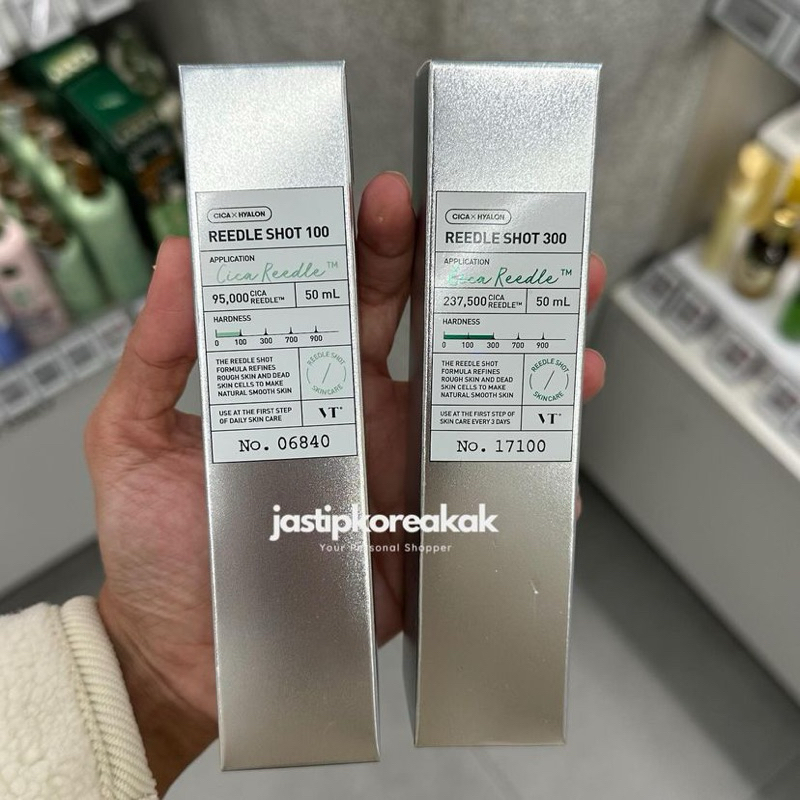 CICA X HYALON
REEDLE SHOT 100
APPLICATION
Cica Reedle™
95,000 CICA REEDLE™ 50 mL
HARDNESS
0 100 300 700 900
THE REEDLE SHOT
FORMULA REFINES
ROUGH SKIN AND DEAD
SKIN CELLS TO MAKE
NATURAL SMOOTH SKIN
REEDLE SHOT
SKIN CARE
USE AT THE FIRST STEP
OF DAILY SKIN CARE
VT®
No. 06840
CICA X HYALON
REEDLE SHOT 300
APPLICATION
Cica Reedle™
237,500 CICA REEDLE™ 50 mL
HARDNESS
0 100 300 700 900
THE REEDLE SHOT
FORMULA REFINES
ROUGH SKIN AND DEAD
SKIN CELLS TO MAKE
NATURAL SMOOTH SKIN
REEDLE SHOT
SKIN CARE
USE AT THE FIRST STEP OF
SKIN CARE EVERY 3 DAYS
VT®
No. 17100
jastipkoreakak
Your Personal Shopper